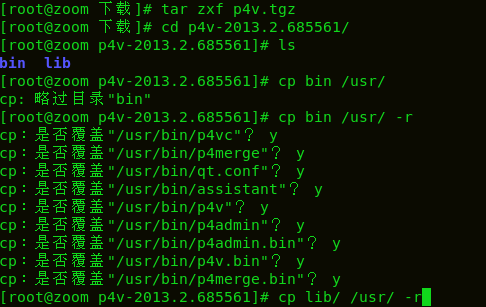 [root@zoom 下载]# tar zxf p4v.tgz
[root@zoom 下载]# cd p4v-2013.2.685561/
[root@zoom p4v-2013.2.685561]# ls
bin  lib
[root@zoom p4v-2013.2.685561]# cp bin /usr/
cp: 略过目录"bin"
[root@zoom p4v-2013.2.685561]# cp bin /usr/ -r
cp：是否覆盖"/usr/bin/p4vc"？ y
cp：是否覆盖"/usr/bin/p4merge"？ y
cp：是否覆盖"/usr/bin/qt.conf"？ y
cp：是否覆盖"/usr/bin/assistant"？ y
cp：是否覆盖"/usr/bin/p4v"？ y
cp：是否覆盖"/usr/bin/p4admin"？ y
cp：是否覆盖"/usr/bin/p4admin.bin"？ y
cp：是否覆盖"/usr/bin/p4v.bin"？ y
cp：是否覆盖"/usr/bin/p4merge.bin"？ y
[root@zoom p4v-2013.2.685561]# cp lib/ /usr/ -r